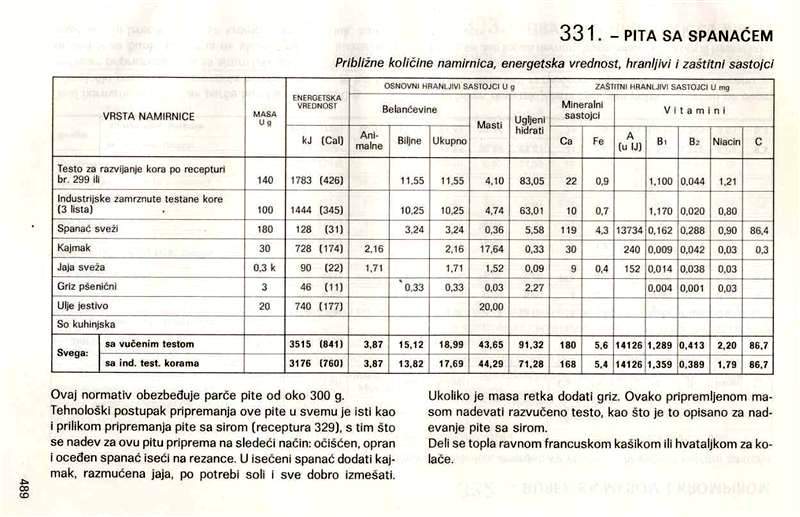 331. – PITA SA SPANAĆEM
Približne količine namirnica, energetska vrednost, hranljivi i zaštitni sastojci
VRSTA NAMIRNICE MASA U g ENERGETSKA VREDNOST kJ (Cal) OSNOVNI HRANLJIVI SASTOJCI U g Belančevine Animalne Biljne Ukupno Masti Ugljeni hidrati ZAŠTITNI HRANLJIVI SASTOJCI U mg Mineralni sastojci Ca Fe Vitamini A (u IJ) B1 B2 Niacin C
Testo za razvijanje kora po recepturi
br. 299 ili 140 1783 (426) 11,55 11,55 4,10 83,05 22 0,9 1,100 0,044 1,21
Industrijske zamrznute testane kore
(3 lista) 100 1444 (345) 10,25 10,25 4,74 63,01 10 0,7 1,170 0,020 0,80
Spanać sveži 180 128 (31) 3,24 3,24 0,36 5,58 119 4,3 13734 0,162 0,288 0,90 86,4
Kajmak 30 728 (174) 2,16 2,16 17,64 0,33 30 240 0,009 0,042 0,03 0,3
Jaja sveža 0,3 k 90 (22) 1,71 1,71 1,52 0,09 9 0,4 152 0,014 0,038 0,03
Griz pšenični 3 46 (11) 0,33 0,33 0,03 2,27 0,004 0,001 0,03
Ulje jestivo 20 740 (177) 20,00
So kuhinjska
Svega: sa vučenim testom 3515 (841) 3,87 15,12 18,99 43,65 91,32 180 5,6 14126 1,289 0,413 2,20 86,7
sa ind. test. korama 3176 (760) 3,87 13,82 17,69 44,29 71,28 168 5,4 14126 1,359 0,389 1,79 86,7
Ovaj normativ obezbeđuje parče pite od oko 300 g.
Tehnološki postupak pripremanja ove pite u svemu je isti kao
i prilikom pripremanja pite sa sirom (receptura 329), s tim što
se nadev za ovu pitu priprema na sledeći način: očišćen, opran
i oceđen spanać iseći na rezance. U isećeni spanać dodati kaj-
mak, razmućena jaja, po potrebi soli i sve dobro izmešati.
Ukoliko je masa retka dodati griz. Ovako pripremljenom ma-
som nadevati razvučeno testo, kao što je to opisano za nad-
evanje pite sa sirom.
Deli se topla ravnom francuskom kašikom ili hvataljkom za ko-
lače.
489